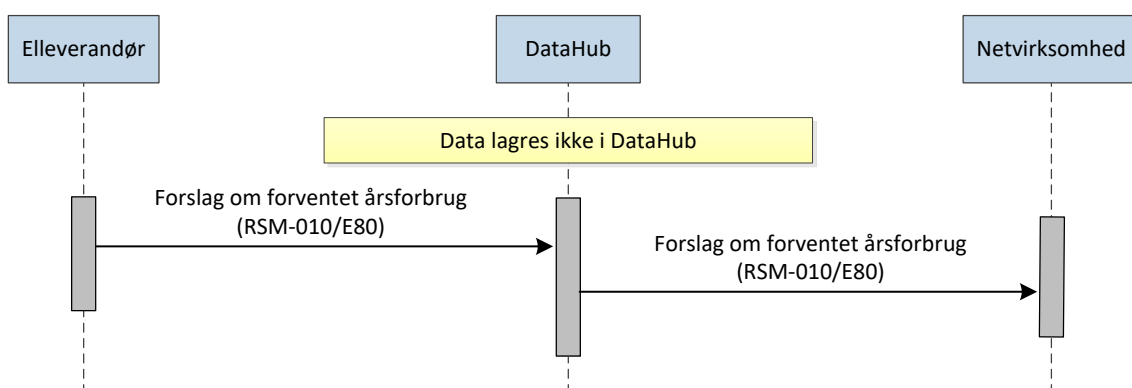 Elleverandør
DataHub
Netvirksomhed
Data lagres ikke i DataHub
Forslag om forventet årsforbrug
(RSM-010/E80)
Forslag om forventet årsforbrug
(RSM-010/E80)